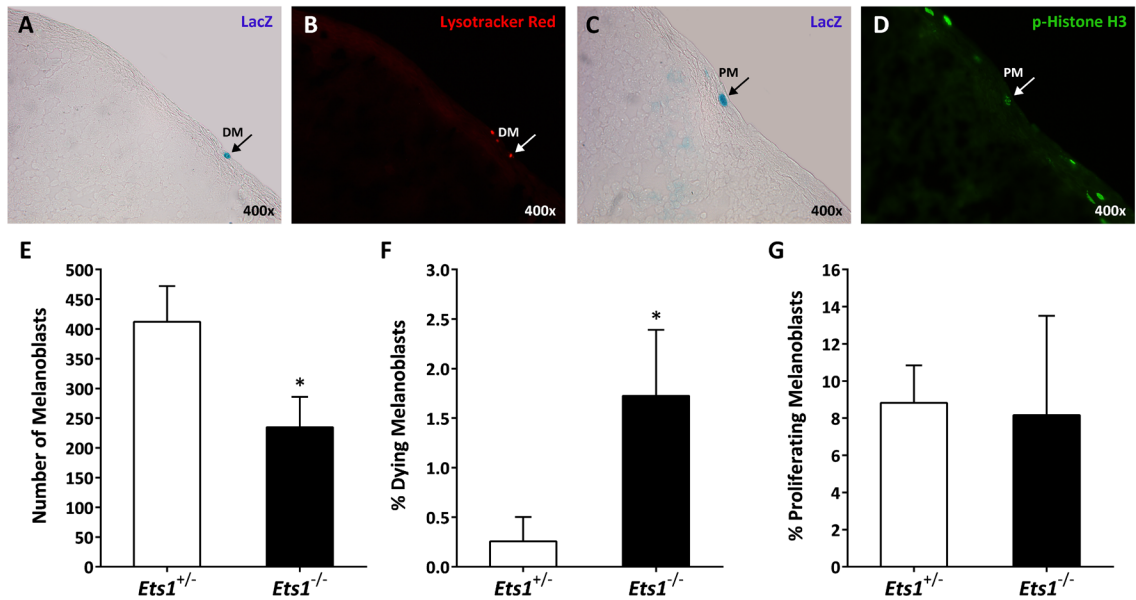 A
LacZ
DM
400x
B
Lysotracker Red
DM
400x
C
LacZ
PM
400x
D
p-Histone H3
PM
400x
E
Number of Melanoblasts
500
450
400
350
300
250
200
150
100
50
0
*
Ets1+/-
Ets1-/-
F
% Dying Melanoblasts
3.0
2.5
2.0
1.5
1.0
0.5
0.0
*
Ets1+/-
Ets1-/-
G
% Proliferating Melanoblasts
16
14
12
10
8
6
4
2
0
Ets1+/-
Ets1-/-